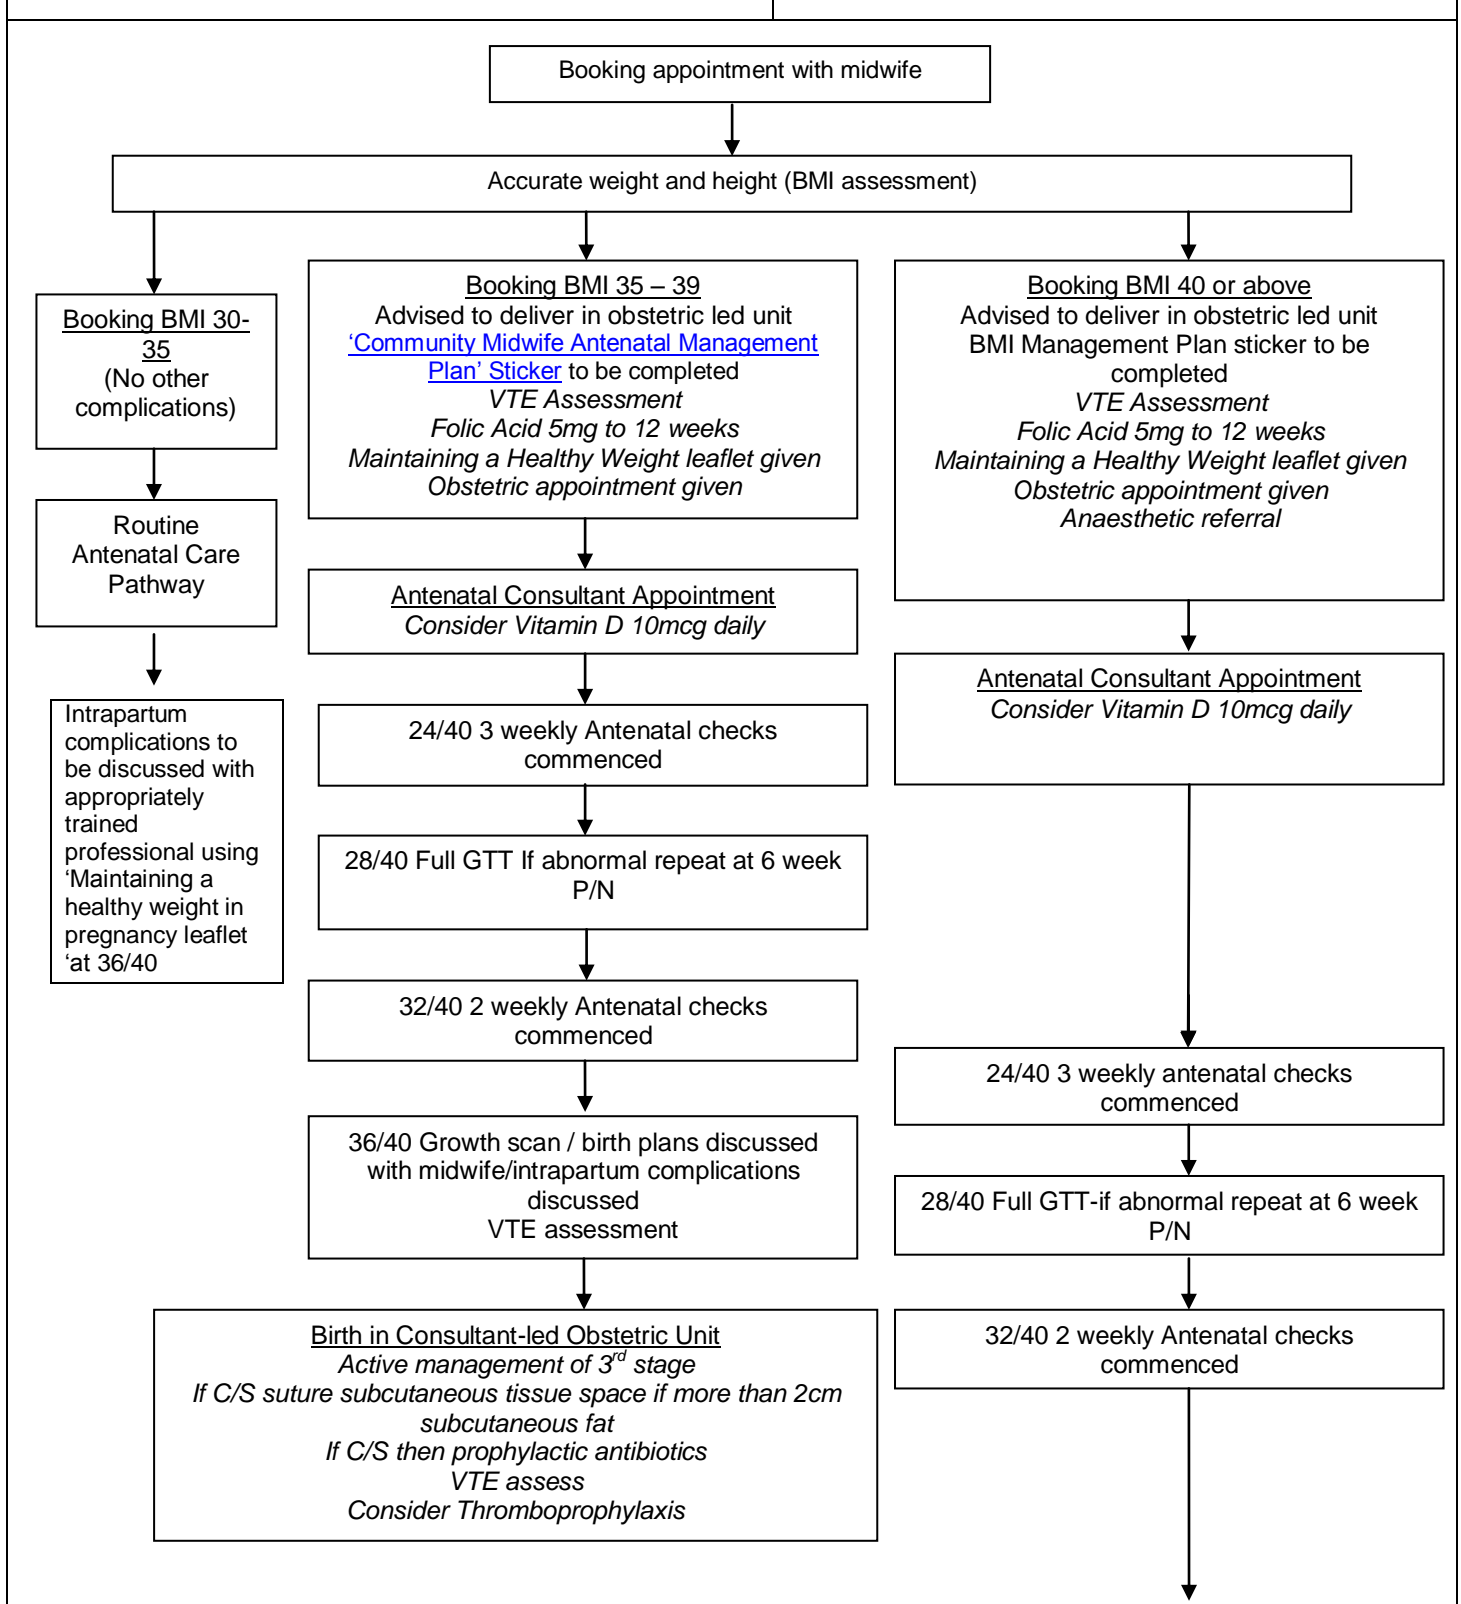 Booking appointment with midwife
Accurate weight and height (BMI assessment)
Booking BMI 30-
35
(No other
complications)
Routine
Antenatal Care
Pathway
Intrapartum
complications to
be discussed with
appropriately
trained
professional using
‘Maintaining a
healthy weight in
pregnancy leaflet
‘at 36/40
Booking BMI 35 – 39
Advised to deliver in obstetric led unit
‘Community Midwife Antenatal Management
Plan’ Sticker to be completed
VTE Assessment
Folic Acid 5mg to 12 weeks
Maintaining a Healthy Weight leaflet given
Obstetric appointment given
Antenatal Consultant Appointment
Consider Vitamin D 10mcg daily
24/40 3 weekly Antenatal checks
commenced
28/40 Full GTT If abnormal repeat at 6 week
P/N
32/40 2 weekly Antenatal checks
commenced
36/40 Growth scan / birth plans discussed
with midwife/intrapartum complications
discussed
VTE assessment
Birth in Consultant-led Obstetric Unit
Active management of 3rd stage
If C/S suture subcutaneous tissue space if more than 2cm
subcutaneous fat
If C/S then prophylactic antibiotics
VTE assess
Consider Thromboprophylaxis
Booking BMI 40 or above
Advised to deliver in obstetric led unit
BMI Management Plan sticker to be
completed
VTE Assessment
Folic Acid 5mg to 12 weeks
Maintaining a Healthy Weight leaflet given
Obstetric appointment given
Anaesthetic referral
Antenatal Consultant Appointment
Consider Vitamin D 10mcg daily
24/40 3 weekly antenatal checks
commenced
28/40 Full GTT-if abnormal repeat at 6 week
P/N
32/40 2 weekly Antenatal checks
commenced